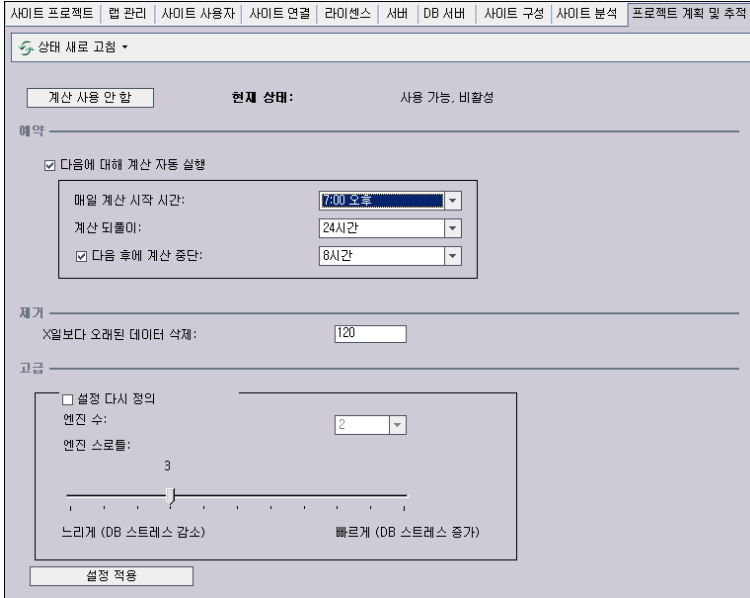 사이트 프로젝트 랩 관리 사이트 사용자 사이트 연결 라이센스 서버 DB 서버 사이트 구성 사이트 분석 프로젝트 계획 및 추적
상태 새로 고침
계산 사용 안 함 현재 상태: 사용 가능, 비활성
예약
다음에 대해 계산 자동 실행
매일 계산 시작 시간: 7:00 오후
계산 되풀이: 24시간
다음 후에 계산 중단: 8시간
제거
X일보다 오래된 데이터 삭제: 120
고급
설정 다시 정의
엔진 수: 2
엔진 스로틀:
3
느리게 (DB 스트레스 감소) 빠르게 (DB 스트레스 증가)
설정 적용